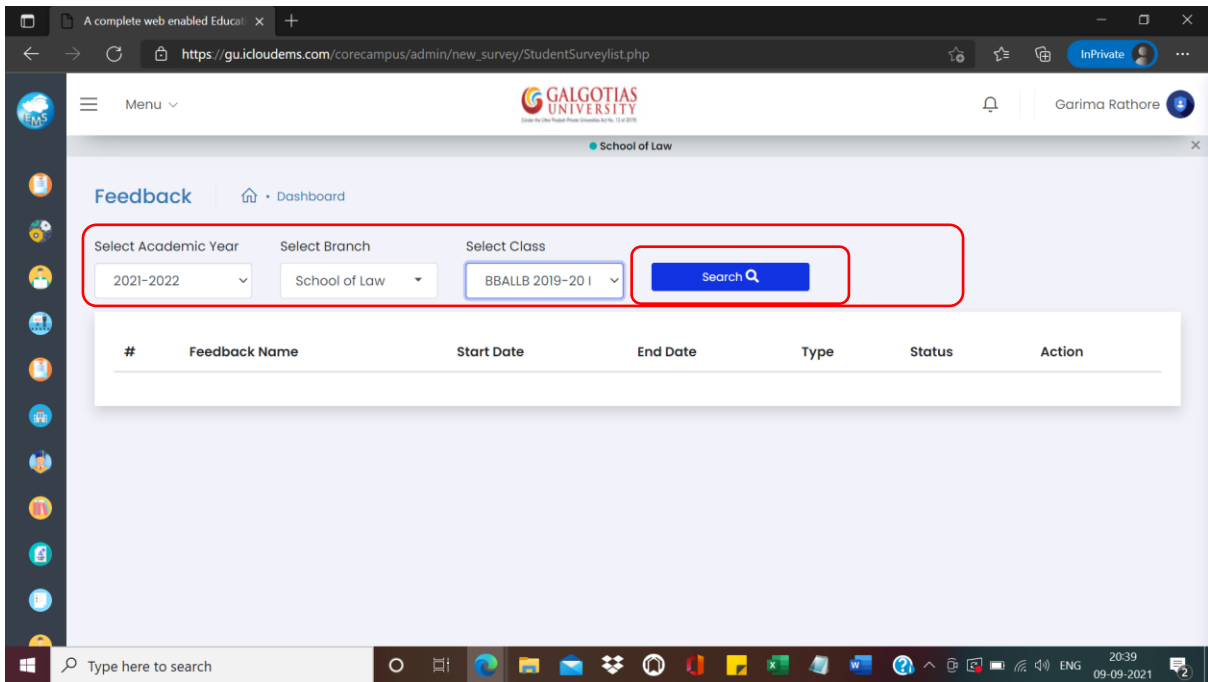 A complete web enabled Educati
https://gu.icloudems.com/corecampus/admin/new_survey/StudentSurveylist.php
InPrivate
EMS
Menu
GALGOTIAS
UNIVERSITY
Garima Rathore
School of Law
Feedback
Dashboard
Select Academic Year Select Branch Select Class
2021-2022 School of Law BBALLB 2019-20 I Search
# Feedback Name Start Date End Date Type Status Action
Type here to search
ENG
20:39
09-09-2021
2